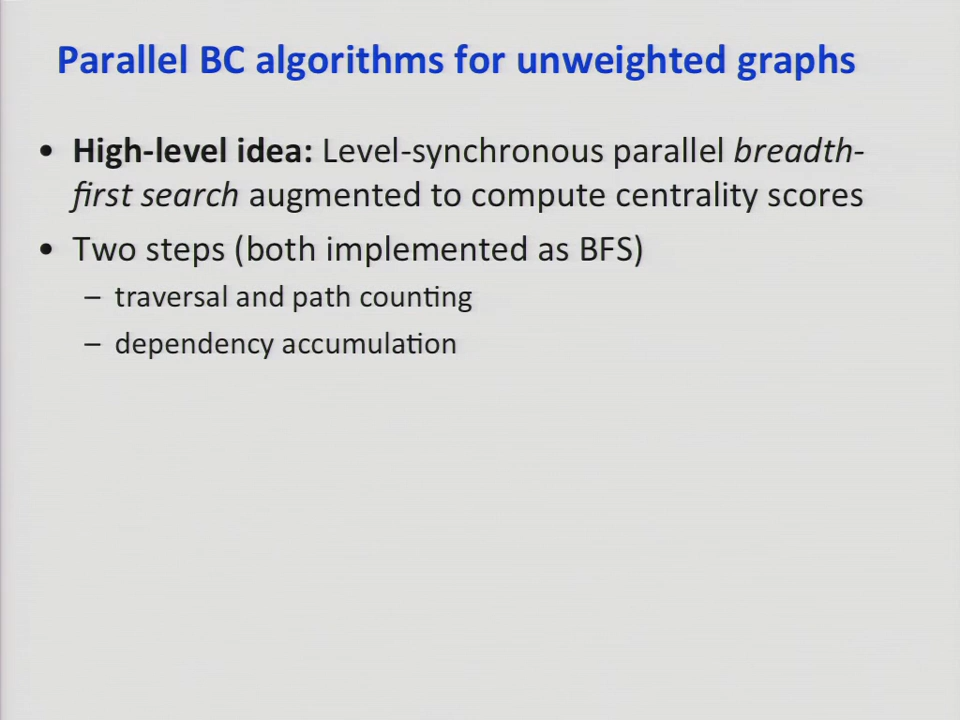 Parallel BC algorithms for unweighted graphs
• High-level idea: Level-synchronous parallel breadth-
first search augmented to compute centrality scores
• Two steps (both implemented as BFS)
– traversal and path counting
– dependency accumulation